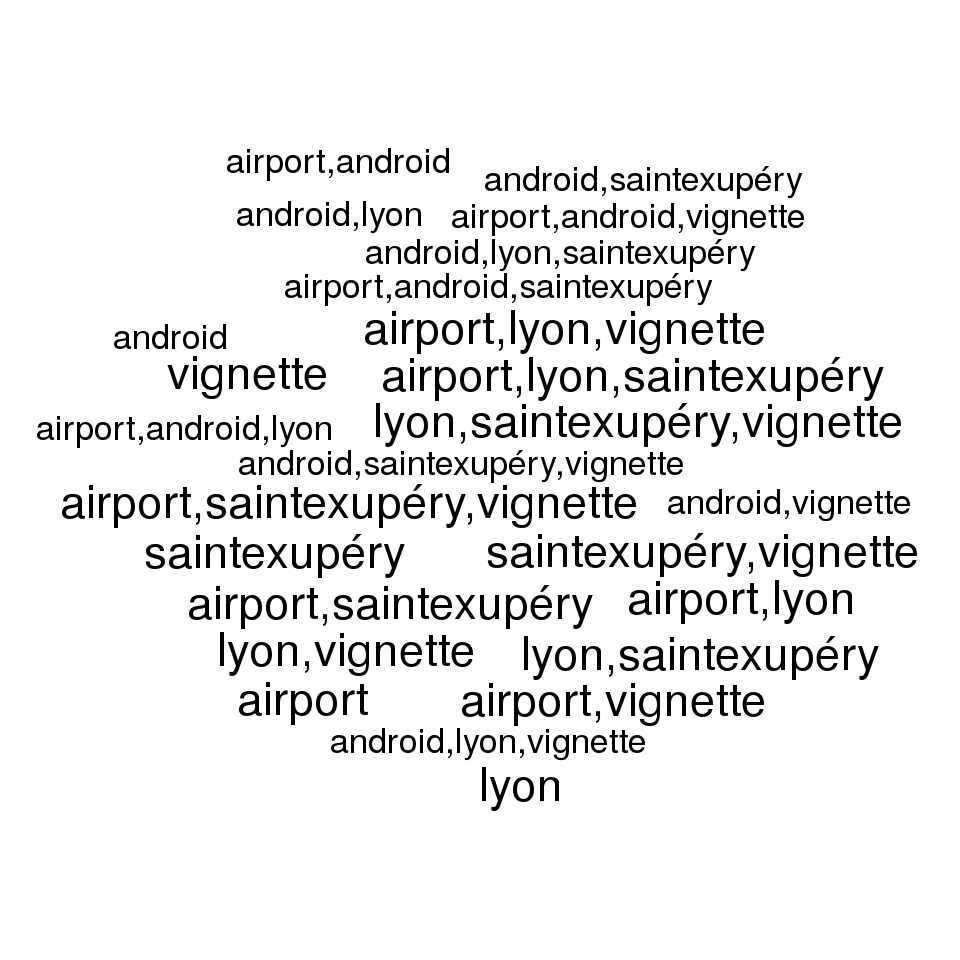 airport,android
android,saintexupéry
android,lyon
airport,android,vignette
android,lyon,saintexupéry
airport,android,saintexupéry
airport,lyon,vignette
android
vignette
airport,lyon,saintexupéry
lyon,saintexupéry,vignette
airport,android,lyon
android,saintexupéry,vignette
airport,saintexupéry,vignette
android,vignette
saintexupéry
saintexupéry,vignette
airport,saintexupéry
airport,lyon
lyon,vignette
lyon,saintexupéry
airport
airport,vignette
android,lyon,vignette
lyon